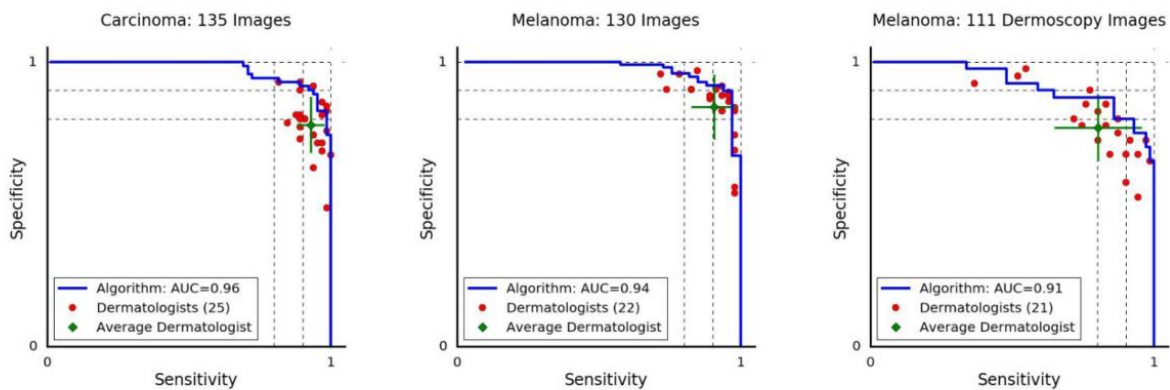 Carcinoma: 135 Images
1
Specificity
Algorithm: AUC=0.96
Dermatologists (25)
Average Dermatologist
0
0
1
Sensitivity
Melanoma: 130 Images
1
Specificity
Algorithm: AUC=0.94
Dermatologists (22)
Average Dermatologist
0
0
1
Sensitivity
Melanoma: 111 Dermoscopy Images
1
Specificity
Algorithm: AUC=0.91
Dermatologists (21)
Average Dermatologist
0
0
1
Sensitivity